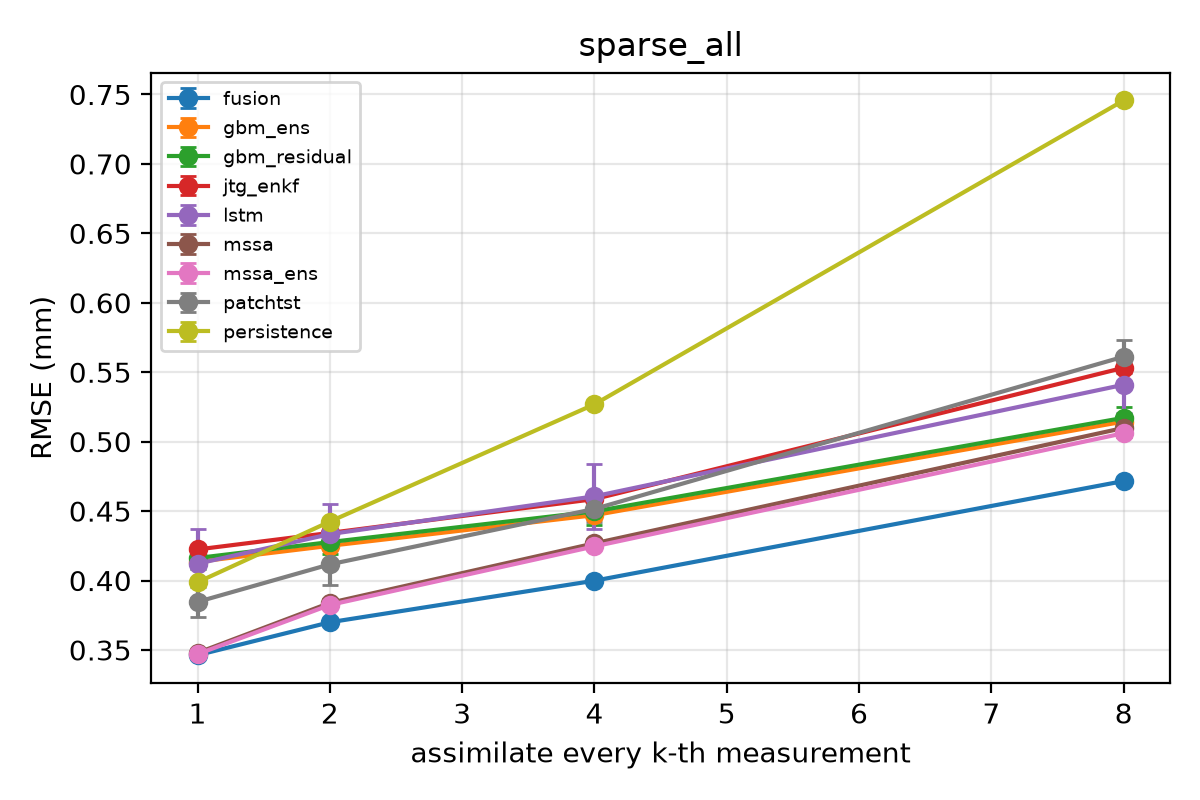 sparse_all
fusion
gbm_ens
gbm_residual
jtg_enkf
lstm
mssa
mssa_ens
patchtst
persistence
RMSE (mm)
0.75
0.70
0.65
0.60
0.55
0.50
0.45
0.40
0.35
1 2 3 4 5 6 7 8
assimilate every k-th measurement